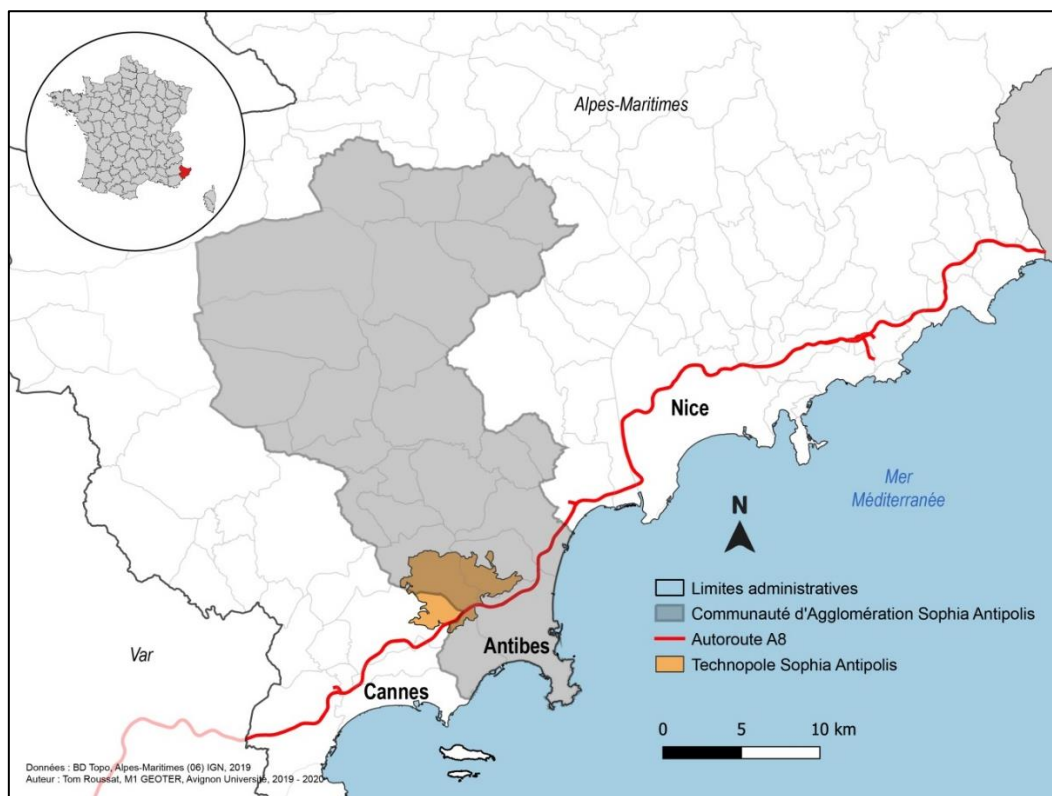 Alpes-Maritimes
Nice
Mer
Méditerranée
N
Limites administratives
Communauté d'Agglomération Sophia Antipolis
Autoroute A8
Technopole Sophia Antipolis
Antibes
Var
Cannes
0 5 10 km
Données : BD Topo, Alpes-Maritimes (06) IGN, 2019
Auteur : Tom Roussat, M1 GEOTER, Avignon Université, 2019 - 2020